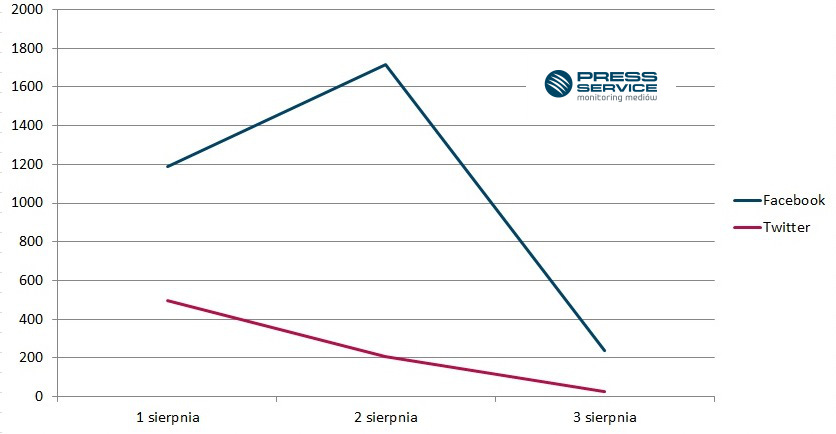 2000
1800
1600
1400
1200
1000
800
600
400
200
0
PRESS
SERVICE
monitoring mediów
Facebook
Twitter
1 sierpnia
2 sierpnia
3 sierpnia